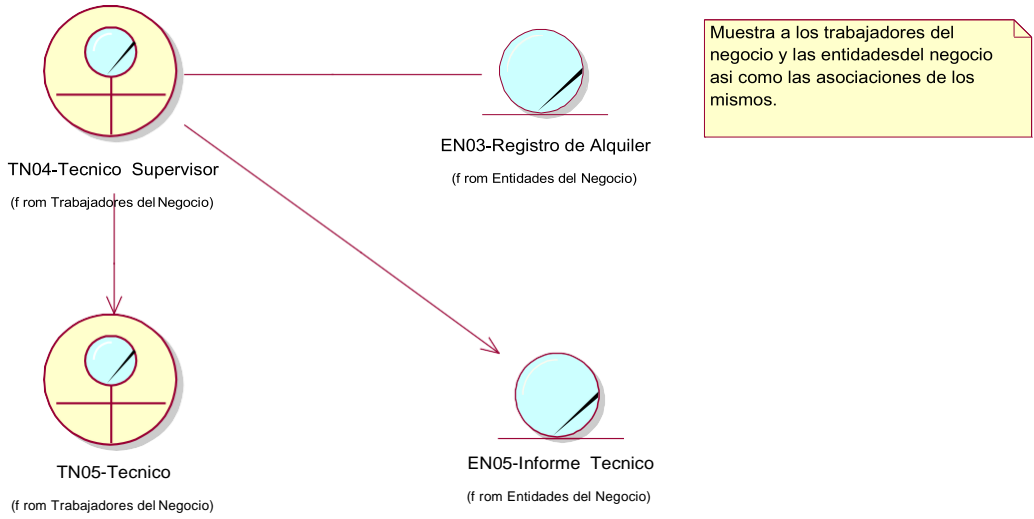 Muestra a los trabajadores del
negocio y las entidadesdel negocio
asi como las asociaciones de los
mismos.
EN03-Registro de Alquiler
(f rom Entidades del Negocio)
TN04-Tecnico Supervisor
(f rom Trabajadores del Negocio)
TN05-Tecnico
(f rom Trabajadores del Negocio)
EN05-Informe Tecnico
(f rom Entidades del Negocio)